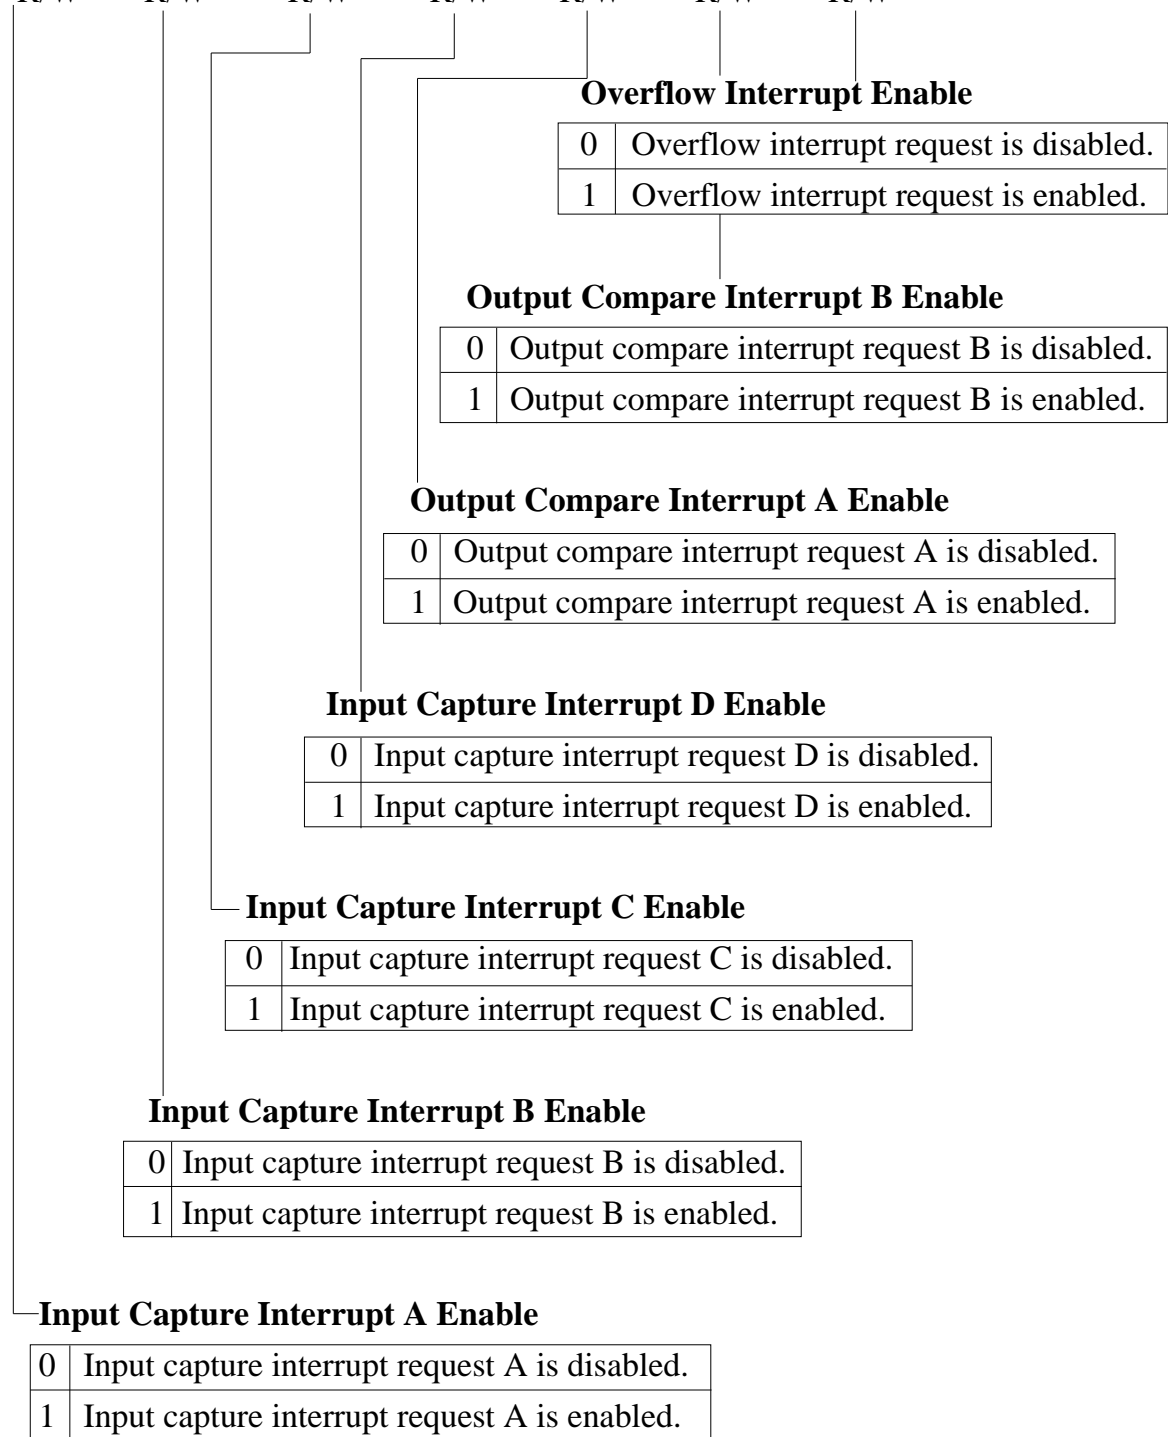 R/W R/W R/W R/W R/W R/W R/W
Overflow Interrupt Enable
0 Overflow interrupt request is disabled.
1 Overflow interrupt request is enabled.
Output Compare Interrupt B Enable
0 Output compare interrupt request B is disabled.
1 Output compare interrupt request B is enabled.
Output Compare Interrupt A Enable
0 Output compare interrupt request A is disabled.
1 Output compare interrupt request A is enabled.
Input Capture Interrupt D Enable
0 Input capture interrupt request D is disabled.
1 Input capture interrupt request D is enabled.
Input Capture Interrupt C Enable
0 Input capture interrupt request C is disabled.
1 Input capture interrupt request C is enabled.
Input Capture Interrupt B Enable
0 Input capture interrupt request B is disabled.
1 Input capture interrupt request B is enabled.
Input Capture Interrupt A Enable
0 Input capture interrupt request A is disabled.
1 Input capture interrupt request A is enabled.